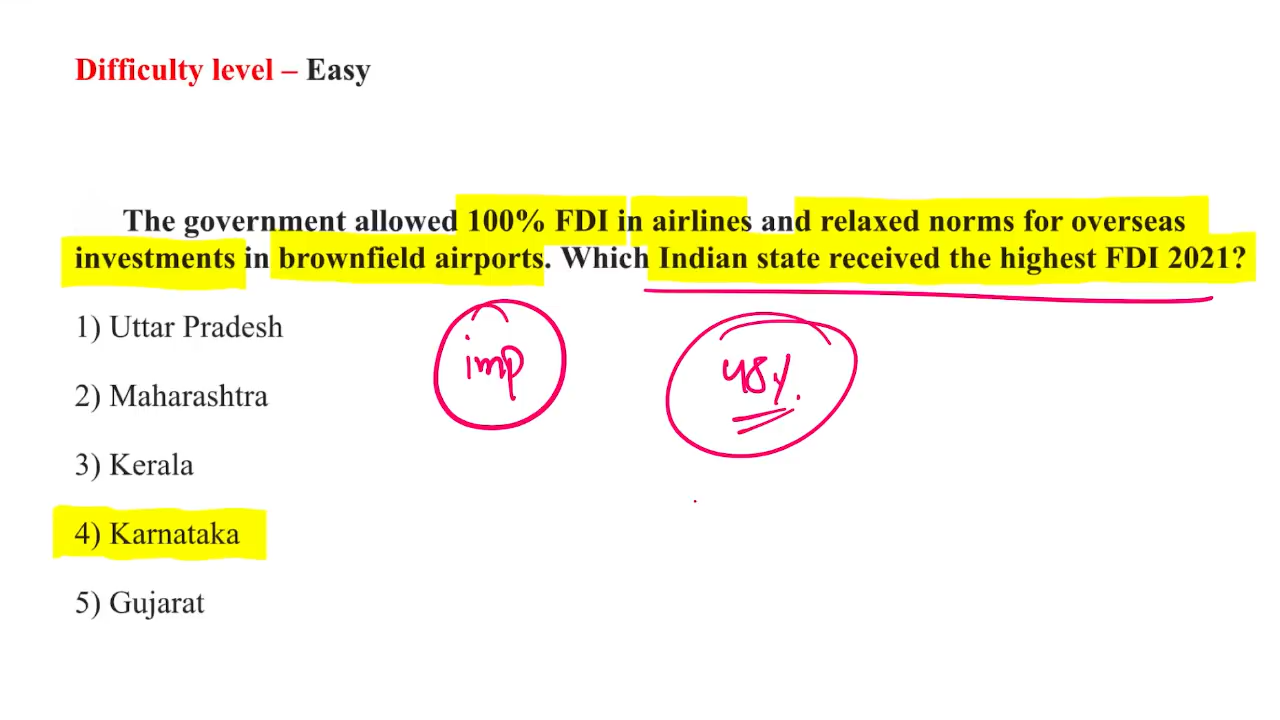 Difficulty level – Easy
The government allowed 100% FDI in airlines and relaxed norms for overseas
investments in brownfield airports. Which Indian state received the highest FDI 2021?
1) Uttar Pradesh
2) Maharashtra
imp
3) Kerala
4) Karnataka
5) Gujarat